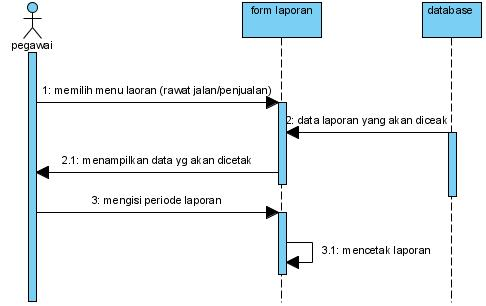 form laporan
database
pegawai
1: memilih menu laoran (rawat jalan/penjualan)
2: data laporan yang akan diceak
2.1: menampilkan data yg akan dicetak
3: mengisi periode laporan
3.1: mencetak laporan